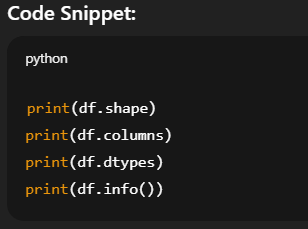 Code Snippet:
python
print(df.shape)
print(df.columns)
print(df.dtypes)
print(df.info())